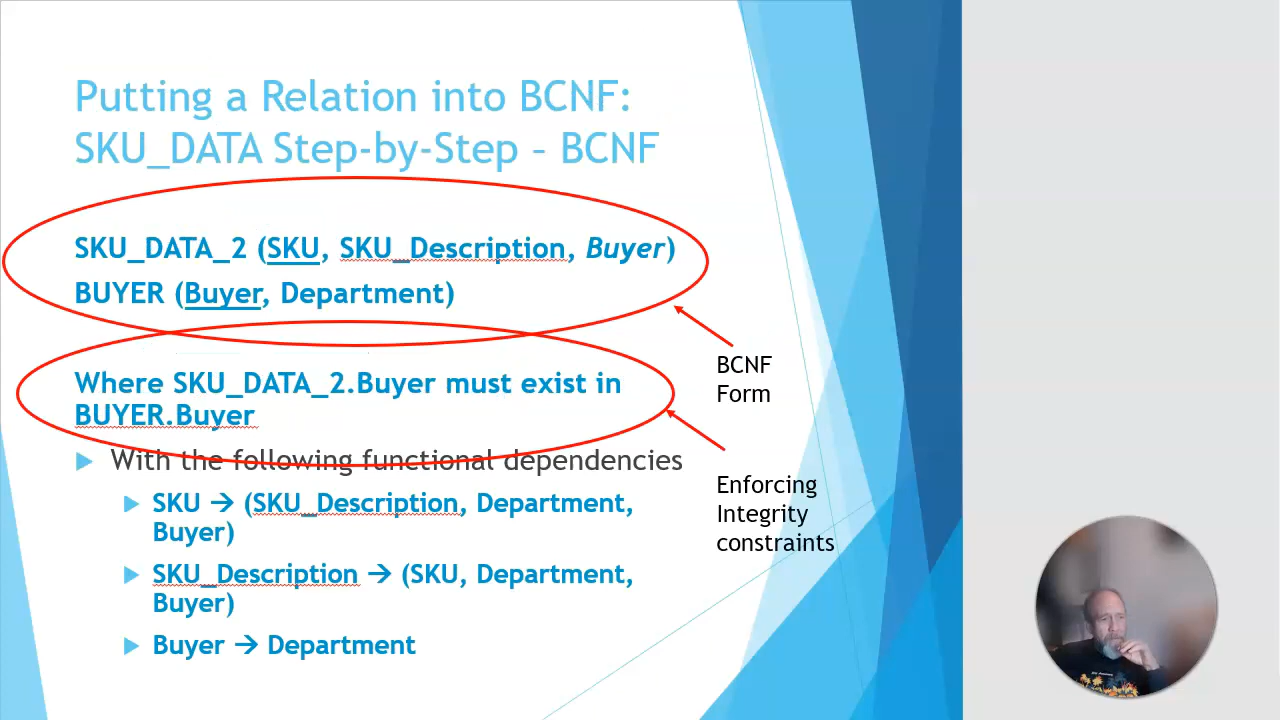 Putting a Relation into BCNF:
SKU_DATA Step-by-Step – BCNF
SKU_DATA_2 (SKU, SKU_Description, Buyer)
BUYER (Buyer, Department)
Where SKU_DATA_2.Buyer must exist in
BUYER.Buyer
With the following functional dependencies
SKU → (SKU_Description, Department,
Buyer)
SKU_Description → (SKU, Department,
Buyer)
Buyer → Department
BCNF
Form
Enforcing
Integrity
constraints